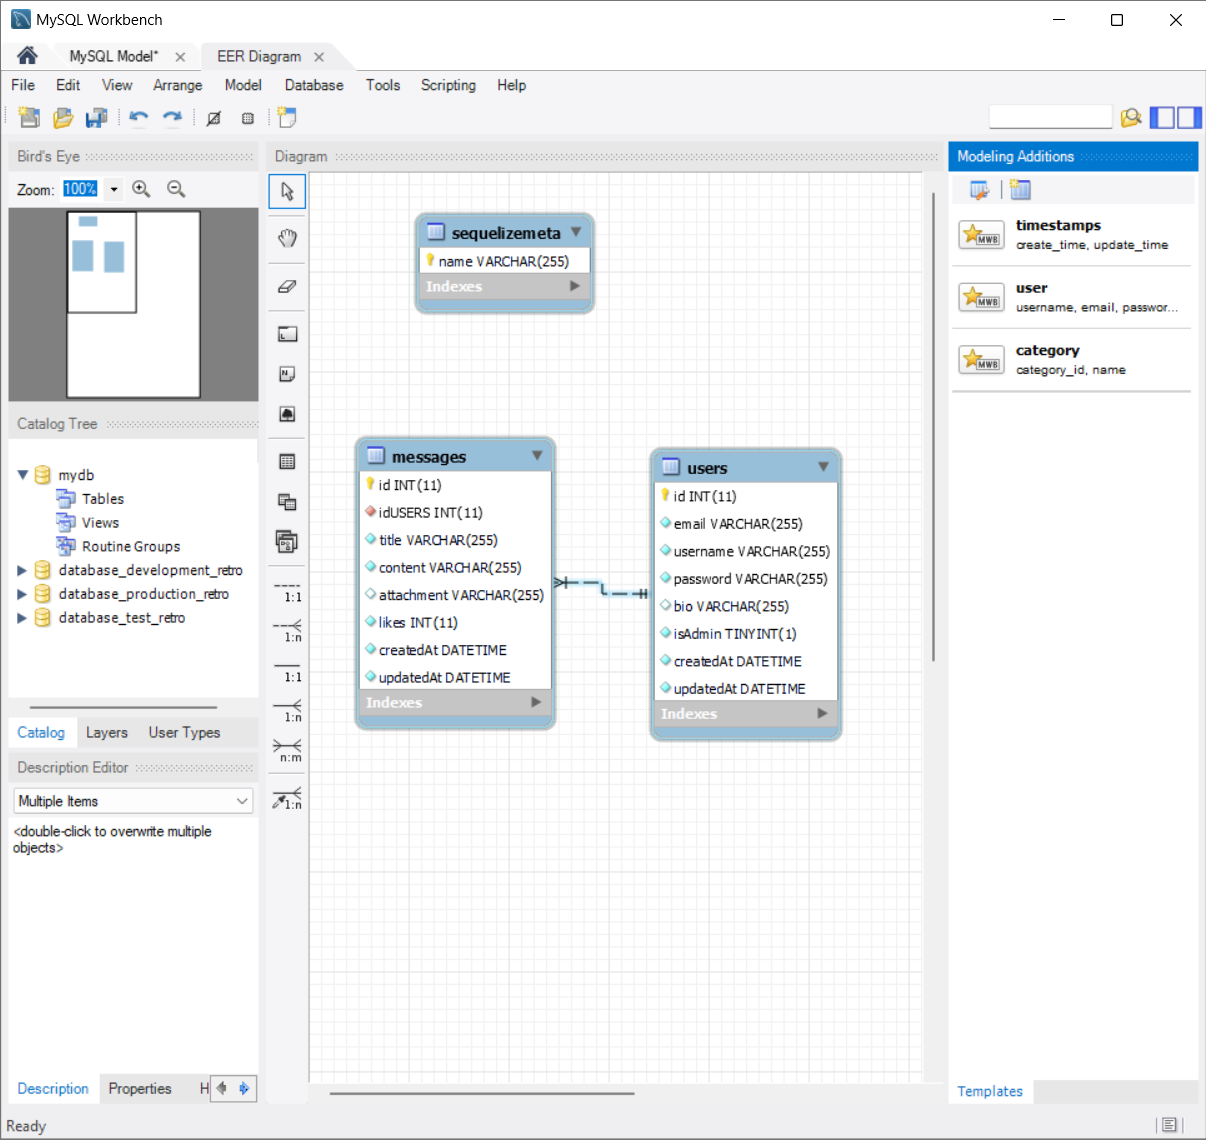 MySQL Workbench
MySQL Model*
EER Diagram
File Edit View Arrange Model Database Tools Scripting Help
Bird's Eye
Zoom: 100%
Catalog Tree
mydb
Tables
Views
Routine Groups
database_development_retro
database_production_retro
database_test_retro
Catalog Layers User Types
Description Editor
Multiple Items
<double-click to overwrite multiple
objects>
Description Properties H
Ready
Diagram
1:1
1:n
1:1
1:n
n:m
1:n
sequelizemeta
name VARCHAR(255)
Indexes
messages
id INT(11)
idUSERS INT(11)
title VARCHAR(255)
content VARCHAR(255)
attachment VARCHAR(255)
likes INT(11)
createdAt DATETIME
updatedAt DATETIME
Indexes
users
id INT(11)
email VARCHAR(255)
username VARCHAR(255)
password VARCHAR(255)
bio VARCHAR(255)
isAdmin TINYINT(1)
createdAt DATETIME
updatedAt DATETIME
Indexes
Modeling Additions
MWB
timestamps
create_time, update_time
MWB
user
username, email, passwor...
MWB
category
category_id, name
Templates